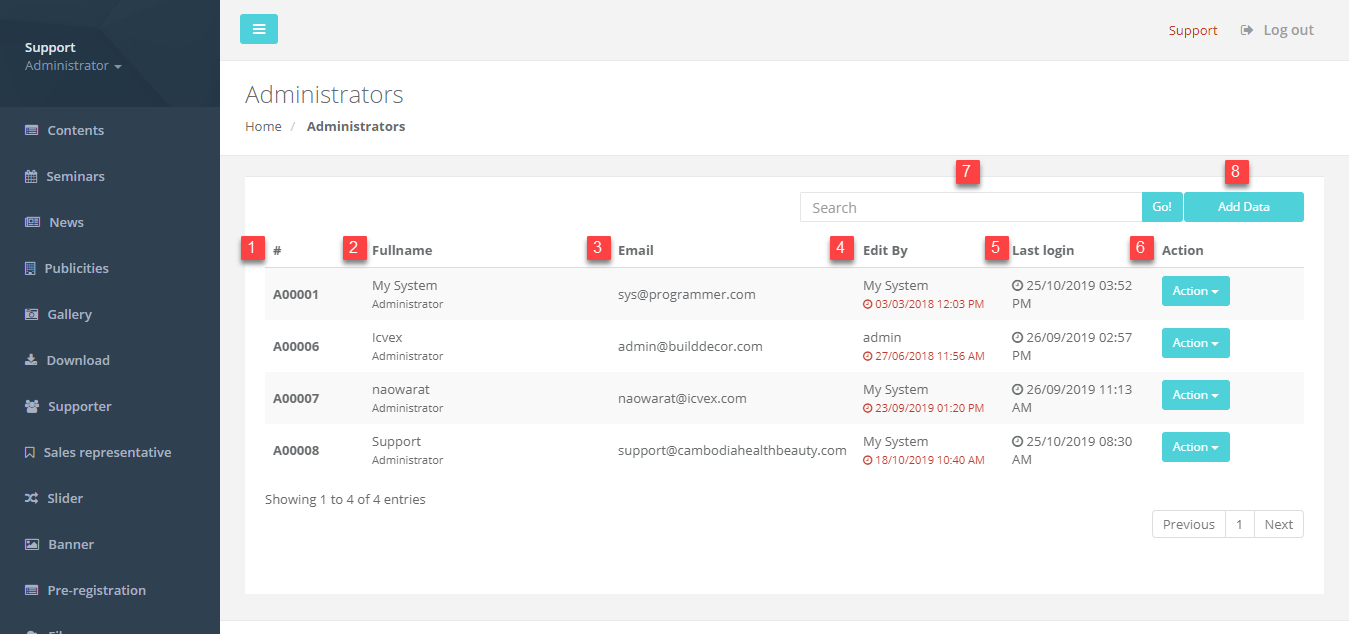 Support
Administrator
Contents
Seminars
News
Publicities
Gallery
Download
Supporter
Sales representative
Slider
Banner
Pre-registration
Support Log out
Administrators
Home / Administrators
7 8
Search Go! Add Data
1 # 2 Fullname 3 Email 4 Edit By 5 Last login 6 Action
A00001 My System Administrator sys@programmer.com My System 03/03/2018 12:03 PM 25/10/2019 03:52 PM Action
A00006 Icvex Administrator admin@builddecor.com admin 27/06/2018 11:56 AM 26/09/2019 02:57 PM Action
A00007 naowarat Administrator naowarat@icvex.com My System 23/09/2019 01:20 PM 26/09/2019 11:13 AM Action
A00008 Support Administrator support@cambodiahealthbeauty.com My System 18/10/2019 10:40 AM 25/10/2019 08:30 AM Action
Showing 1 to 4 of 4 entries
Previous 1 Next